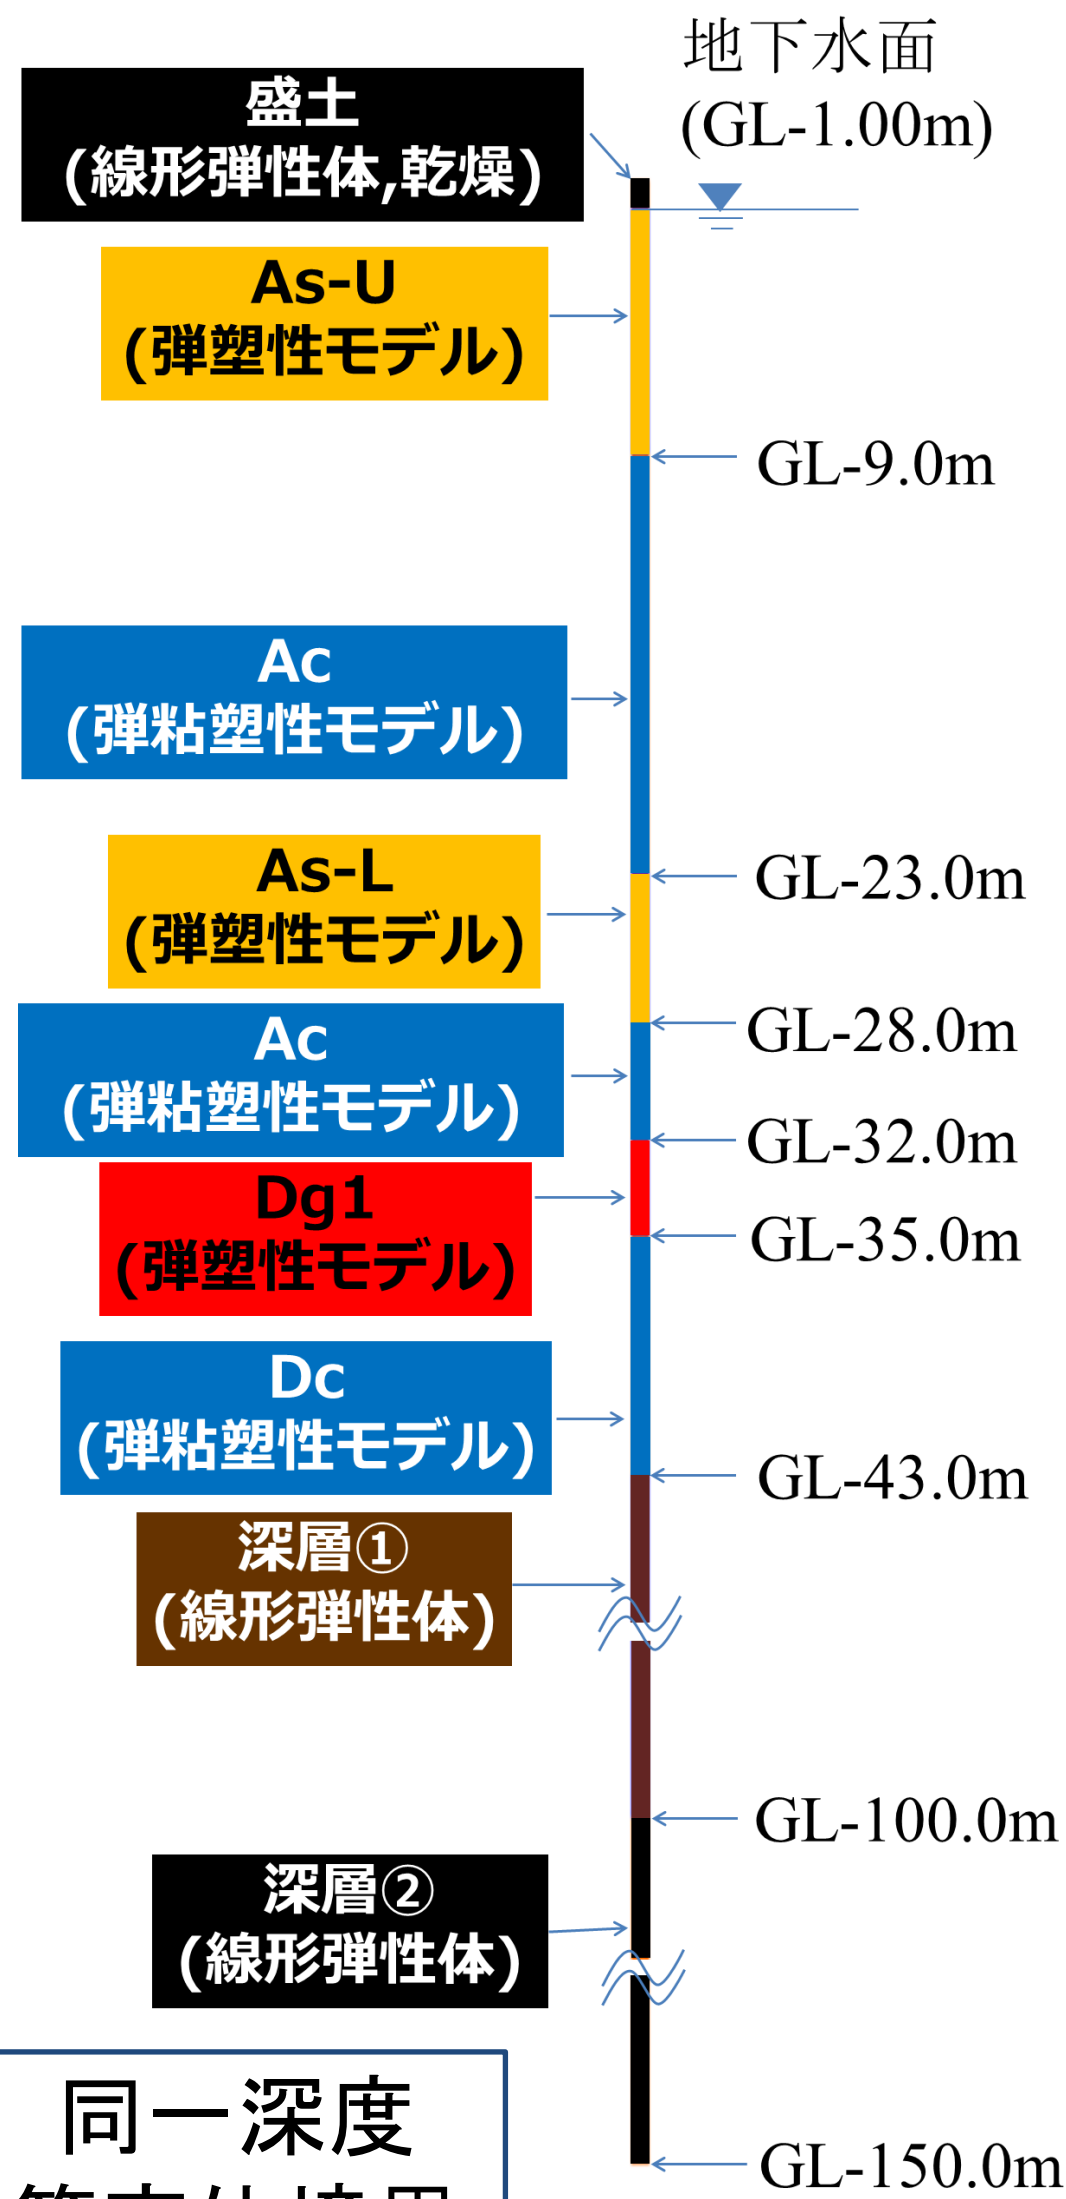 地下水面
(GL-1.00m)
盛土
(線形弾性体,乾燥)
As-U
(弾塑性モデル)
GL-9.0m
Ac
(弾粘塑性モデル)
As-L
(弾塑性モデル)
GL-23.0m
Ac
(弾粘塑性モデル)
GL-28.0m
GL-32.0m
Dg1
(弾塑性モデル)
GL-35.0m
Dc
(弾粘塑性モデル)
GL-43.0m
深層①
(線形弾性体)
GL-100.0m
深層②
(線形弾性体)
同一深度
GL-150.0m